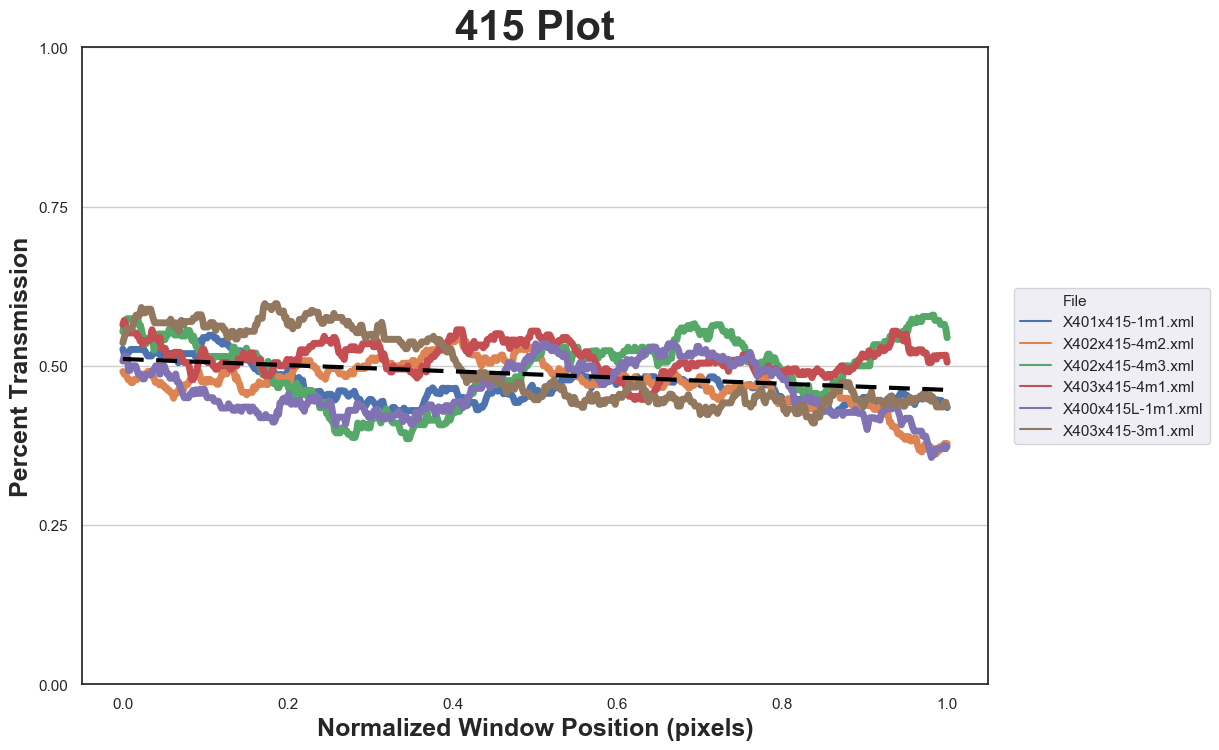 415 Plot
Percent Transmission
1.00
0.75
0.50
0.25
0.00
0.0 0.2 0.4 0.6 0.8 1.0
Normalized Window Position (pixels)
File
X401x415-1m1.xml
X402x415-4m2.xml
X402x415-4m3.xml
X403x415-4m1.xml
X400x415L-1m1.xml
X403x415-3m1.xml